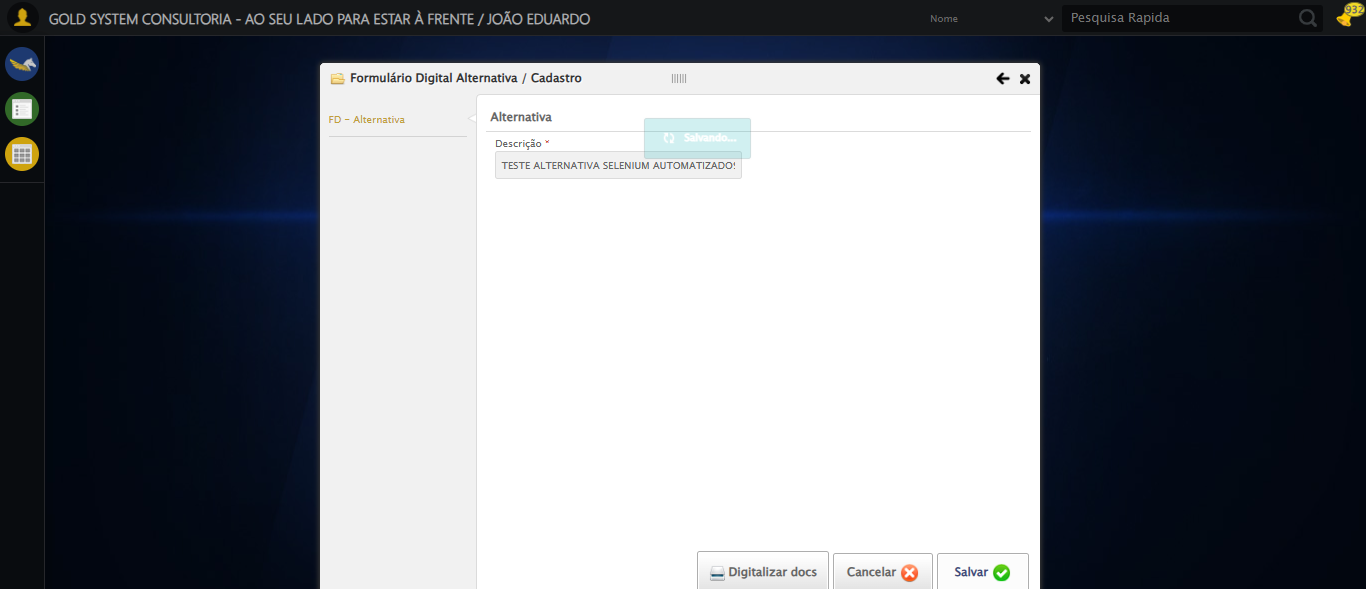 GOLD SYSTEM CONSULTORIA - AO SEU LADO PARA ESTAR À FRENTE / JOÃO EDUARDO
Nome
Pesquisa Rapida
932
Formulário Digital Alternativa / Cadastro
FD - Alternativa
Alternativa
Salvando...
Descrição *
TESTE ALTERNATIVA SELENIUM AUTOMATIZADOS
Digitalizar docs
Cancelar
Salvar